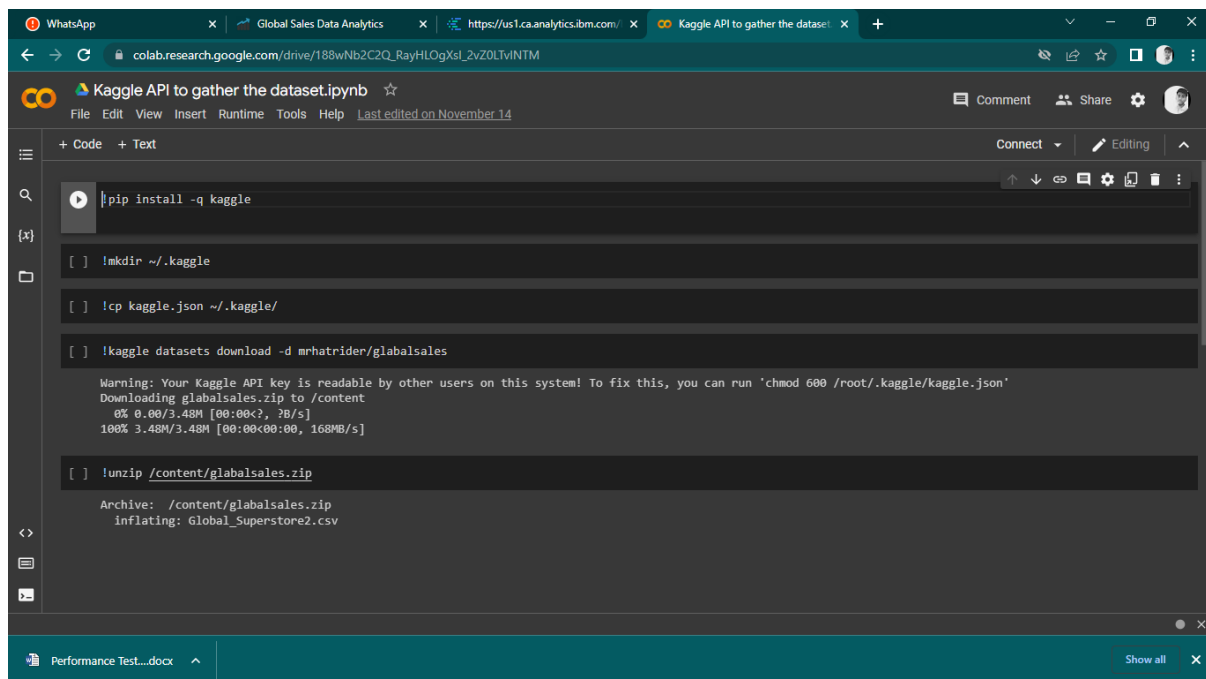 WhatsApp
Global Sales Data Analytics
https://us1.ca.analytics.ibm.com/
Kaggle API to gather the dataset.
colab.research.google.com/drive/188wNb2C2Q_RayHLOgXsI_2vZ0LTvINTM
Kaggle API to gather the dataset.ipynb
Comment Share
File Edit View Insert Runtime Tools Help Last edited on November 14
+ Code + Text
Connect Editing
!pip install -q kaggle
{x}
[ ] !mkdir ~/.kaggle
[ ] !cp kaggle.json ~/.kaggle/
[ ] !kaggle datasets download -d mrhatrider/glabalsales
Warning: Your Kaggle API key is readable by other users on this system! To fix this, you can run 'chmod 600 /root/.kaggle/kaggle.json'
Downloading glabalsales.zip to /content
0% 0.00/3.48M [00:00<?, ?B/s]
100% 3.48M/3.48M [00:00<00:00, 168MB/s]
[ ] !unzip /content/glabalsales.zip
Archive: /content/glabalsales.zip
inflating: Global_Superstore2.csv
Performance Test....docx
Show all